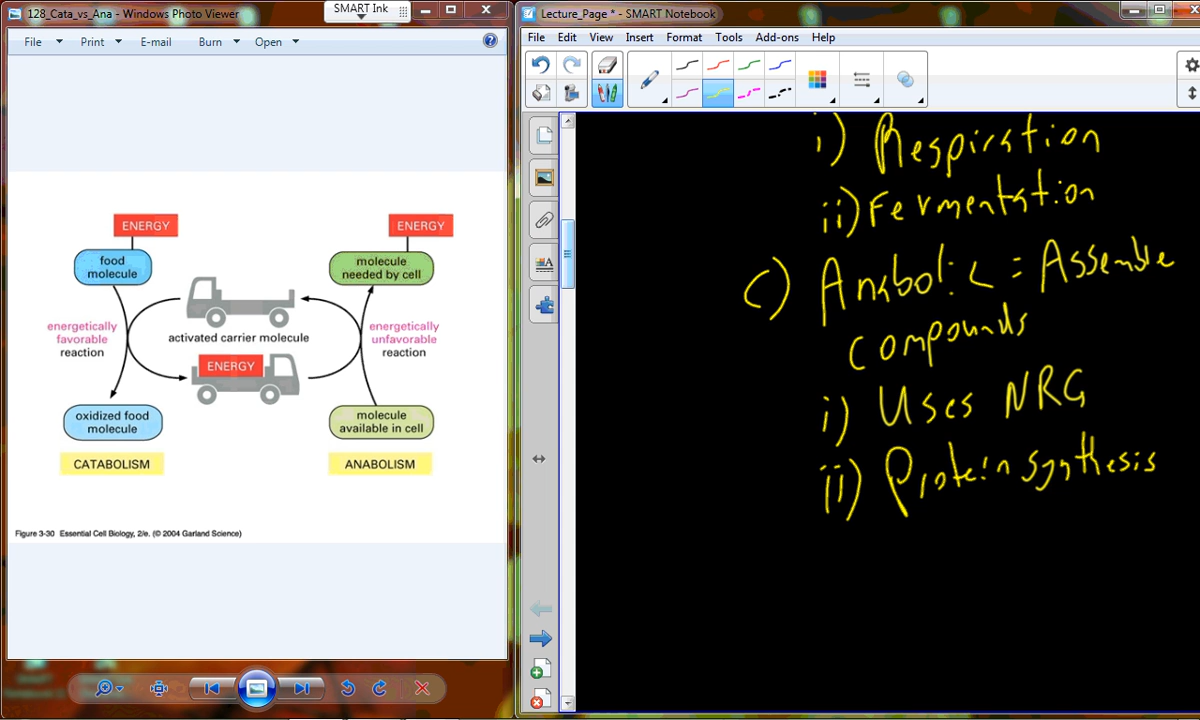 128_Cata_vs_Ana - Windows Photo Viewer
SMART Ink
File Print E-mail Burn Open
ENERGY
food
molecule
energetically
favorable
reaction
oxidized food
molecule
CATABOLISM
activated carrier molecule
ENERGY
ENERGY
molecule
needed by cell
energetically
unfavorable
reaction
molecule
available in cell
ANABOLISM
Figure 3-30 Essential Cell Biology, 2/e. (© 2004 Garland Science)
Lecture_Page * - SMART Notebook
File Edit View Insert Format Tools Add-ons Help
i) Respiration
ii) Fermentation
c) Anabolic = Assemble
compounds
i) Uses NRG
ii) Protein synthesis